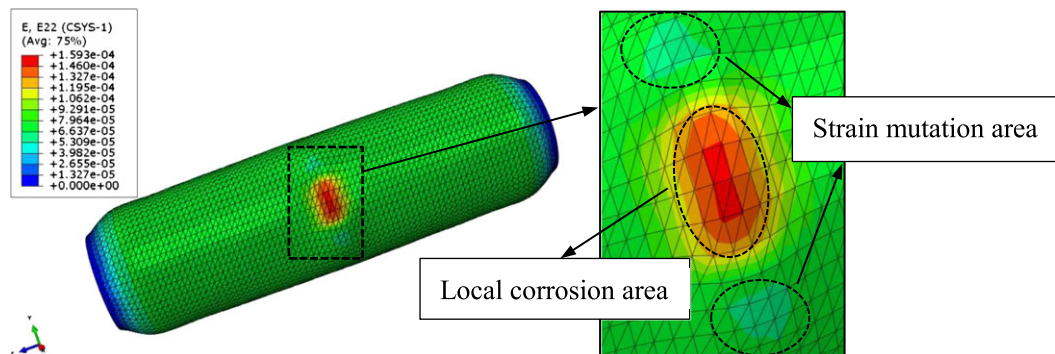 E, E22 (CSYS-1)
(Avg: 75%)
+1.593e-04
+1.460e-04
+1.327e-04
+1.195e-04
+1.062e-04
+9.291e-05
+7.964e-05
+6.637e-05
+5.309e-05
+3.982e-05
+2.655e-05
+1.327e-05
+0.000e+00
Strain mutation area
Local corrosion area
Y
Z
X